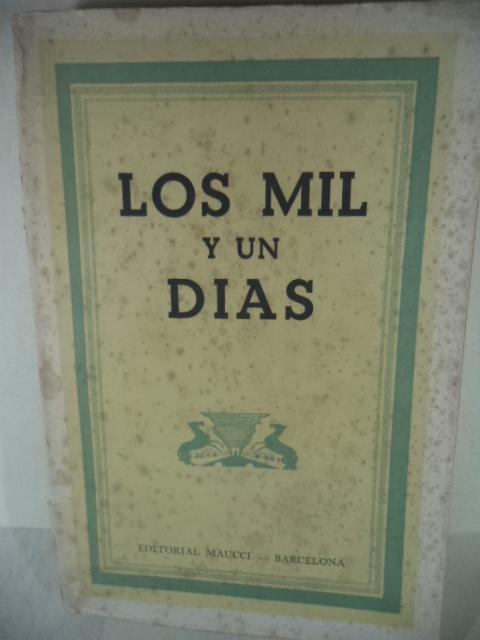 LOS MIL
Y UN
DIAS
EDITORIAL MAUCCI — BARCELONA